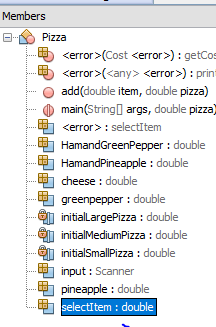 Members
Pizza
<error>(Cost <error>) : getCos
<error>(<any> <error>) : prin
add(double item, double pizza)
main(String[] args, double pizza)
<error> : selectItem
HamandGreenPepper : double
HamandPineapple : double
cheese : double
greenpepper : double
initialLargePizza : double
initialMediumPizza : double
initialSmallPizza : double
input : Scanner
pineapple : double
selectItem : double